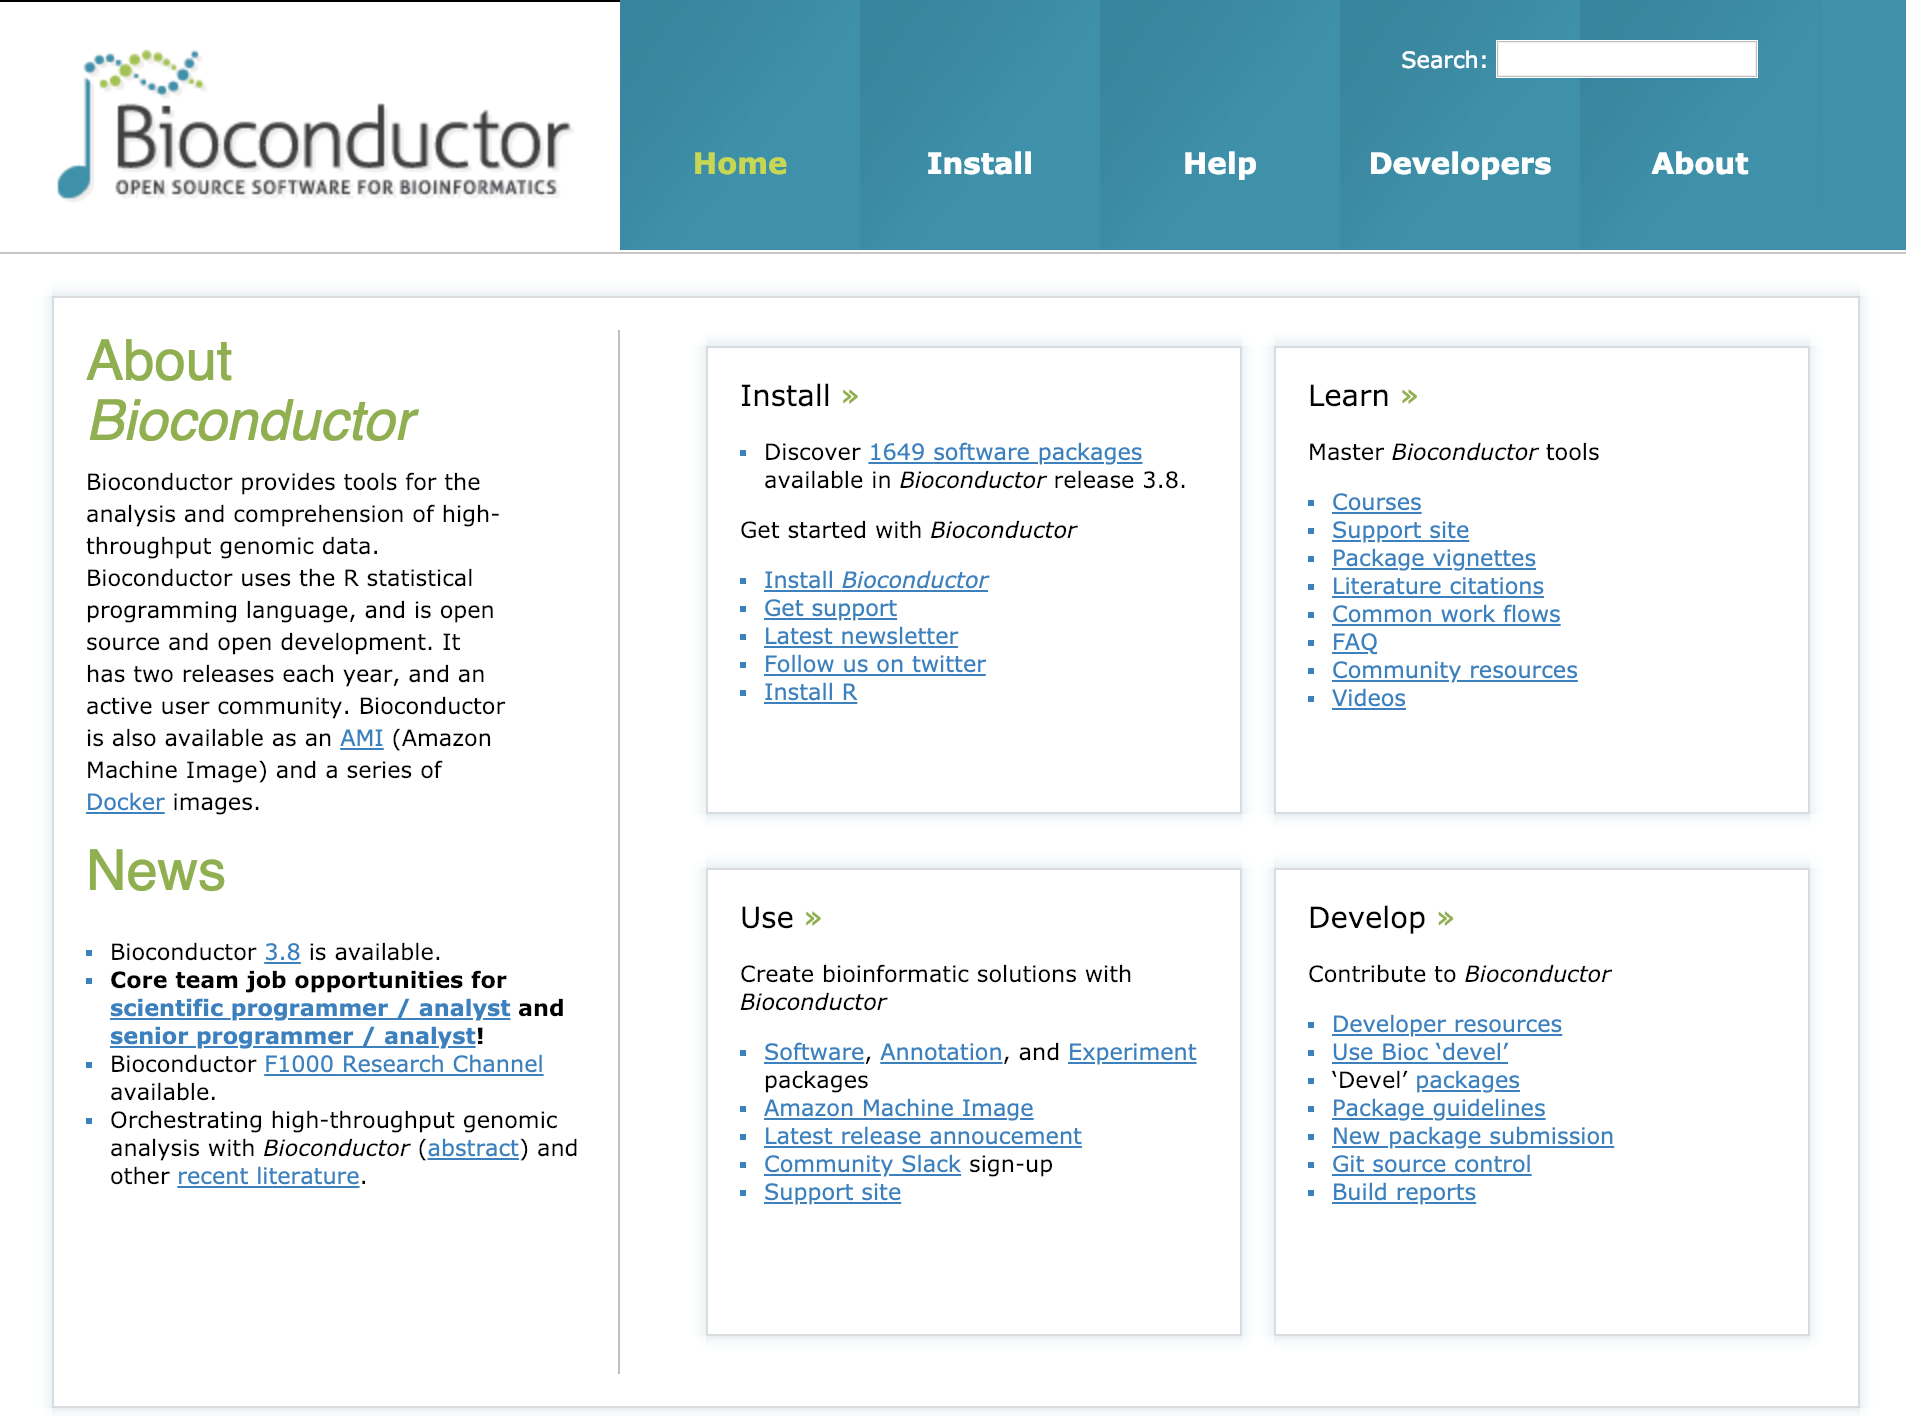 Bioconductor
OPEN SOURCE SOFTWARE FOR BIOINFORMATICS
Search:
Home
Install
Help
Developers
About
About
Bioconductor
Bioconductor provides tools for the
analysis and comprehension of high-
throughput genomic data.
Bioconductor uses the R statistical
programming language, and is open
source and open development. It
has two releases each year, and an
active user community. Bioconductor
is also available as an AMI (Amazon
Machine Image) and a series of
Docker images.
News
Bioconductor 3.8 is available.
Core team job opportunities for
scientific programmer / analyst and
senior programmer / analyst!
Bioconductor F1000 Research Channel
available.
Orchestrating high-throughput genomic
analysis with Bioconductor (abstract) and
other recent literature.
Install »
Discover 1649 software packages
available in Bioconductor release 3.8.
Get started with Bioconductor
Install Bioconductor
Get support
Latest newsletter
Follow us on twitter
Install R
Learn »
Master Bioconductor tools
Courses
Support site
Package vignettes
Literature citations
Common work flows
FAQ
Community resources
Videos
Use »
Create bioinformatic solutions with
Bioconductor
Software, Annotation, and Experiment
packages
Amazon Machine Image
Latest release annoucement
Community Slack sign-up
Support site
Develop »
Contribute to Bioconductor
Developer resources
Use Bioc ‘devel’
‘Devel’ packages
Package guidelines
New package submission
Git source control
Build reports